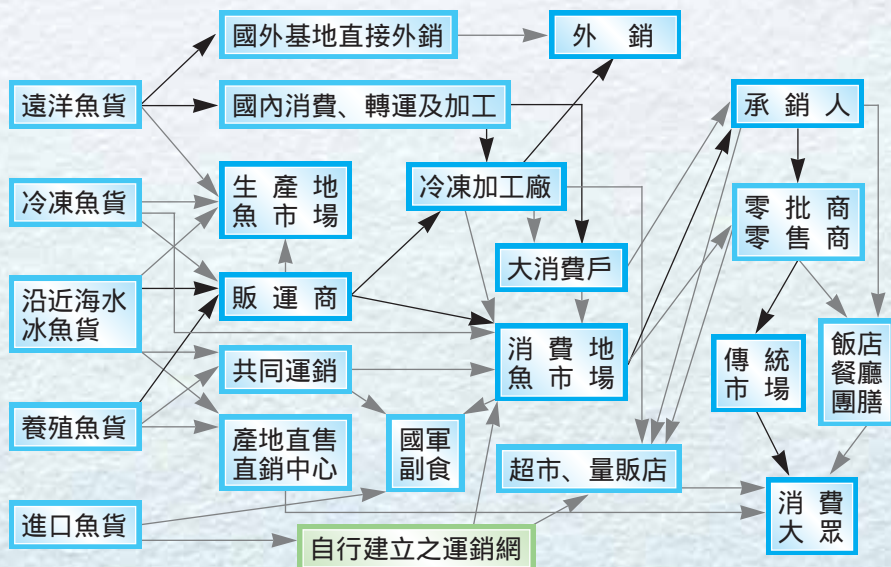 國外基地直接外銷
外銷
遠洋魚貨
國內消費、轉運及加工
承銷人
冷凍魚貨
生產地
魚市場
冷凍加工廠
零批商
零售商
大消費戶
沿近海水
冰魚貨
販運商
消費地
魚市場
傳統
市場
飯店
餐廳
團膳
共同運銷
養殖魚貨
產地直售
直銷中心
國軍
副食
超市、量販店
消費
大眾
進口魚貨
自行建立之運銷網